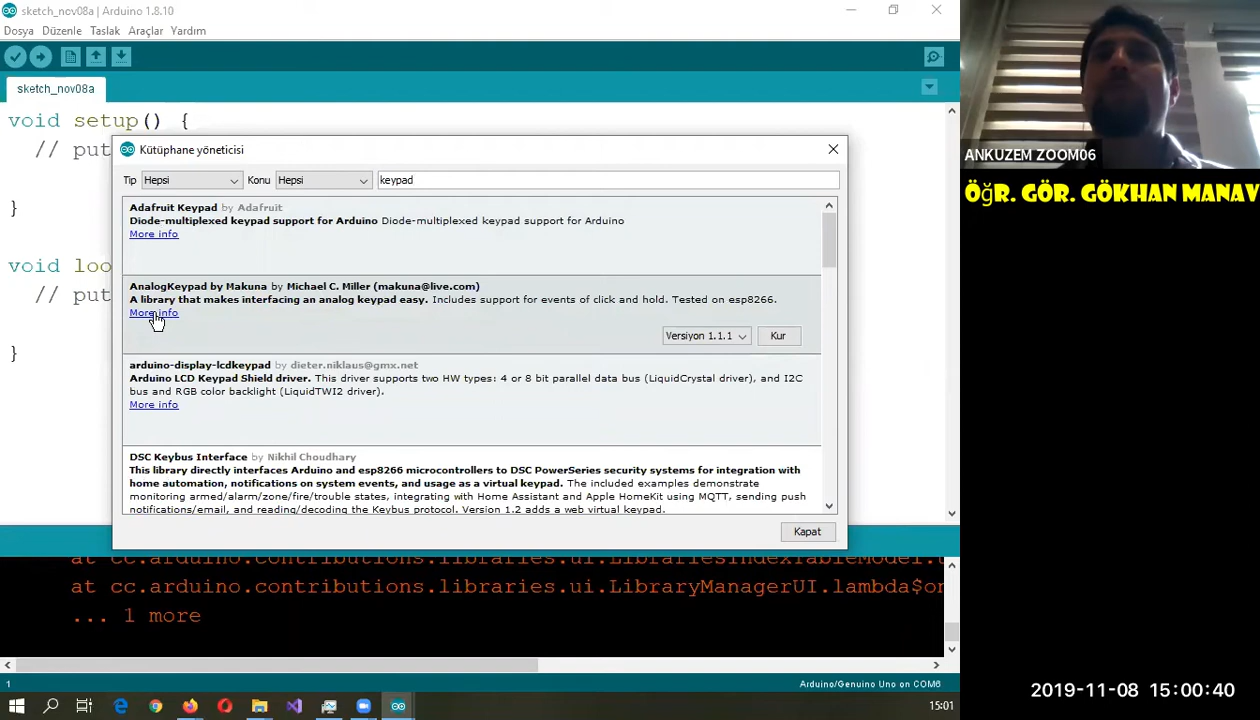 sketch_nov08a | Arduino 1.8.10
Dosya Düzenle Taslak Araçlar Yardım
sketch_nov08a
void setup() {
// put
}
void loo
// put
}
Kütüphane yöneticisi
Tip Hepsi Konu Hepsi keypad
Adafruit Keypad by Adafruit
Diode-multiplexed keypad support for Arduino Diode-multiplexed keypad support for Arduino
More info
AnalogKeypad by Makuna by Michael C. Miller (makuna@live.com)
A library that makes interfacing an analog keypad easy. Includes support for events of click and hold. Tested on esp8266.
More info
Versiyon 1.1.1 Kur
arduino-display-lcdkeypad by dieter.niklaus@gmx.net
Arduino LCD Keypad Shield driver. This driver supports two HW types: 4 or 8 bit parallel data bus (LiquidCrystal driver), and I2C
bus and RGB color backlight (LiquidTWI2 driver).
More info
DSC Keybus Interface by Nikhil Choudhary
This library directly interfaces Arduino and esp8266 microcontrollers to DSC PowerSeries security systems for integration with
home automation, notifications on system events, and usage as a virtual keypad. The included examples demonstrate
monitoring armed/alarm/zone/fire/trouble states, integrating with Home Assistant and Apple HomeKit using MQTT, sending push
notifications/email, and reading/decoding the Keybus protocol. Version 1.2 adds a web virtual keypad.
Kapat
at cc.arduino.contributions.libraries.ui.LibrariesIndexTableModel.
at cc.arduino.contributions.libraries.ui.LibraryManagerUI.lambda$on
... 1 more
1
Arduino/Genuino Uno on COM6
15:01
ANKUZEM ZOOM06
ÖĞR. GÖR. GÖKHAN MANAV
2019-11-08 15:00:40